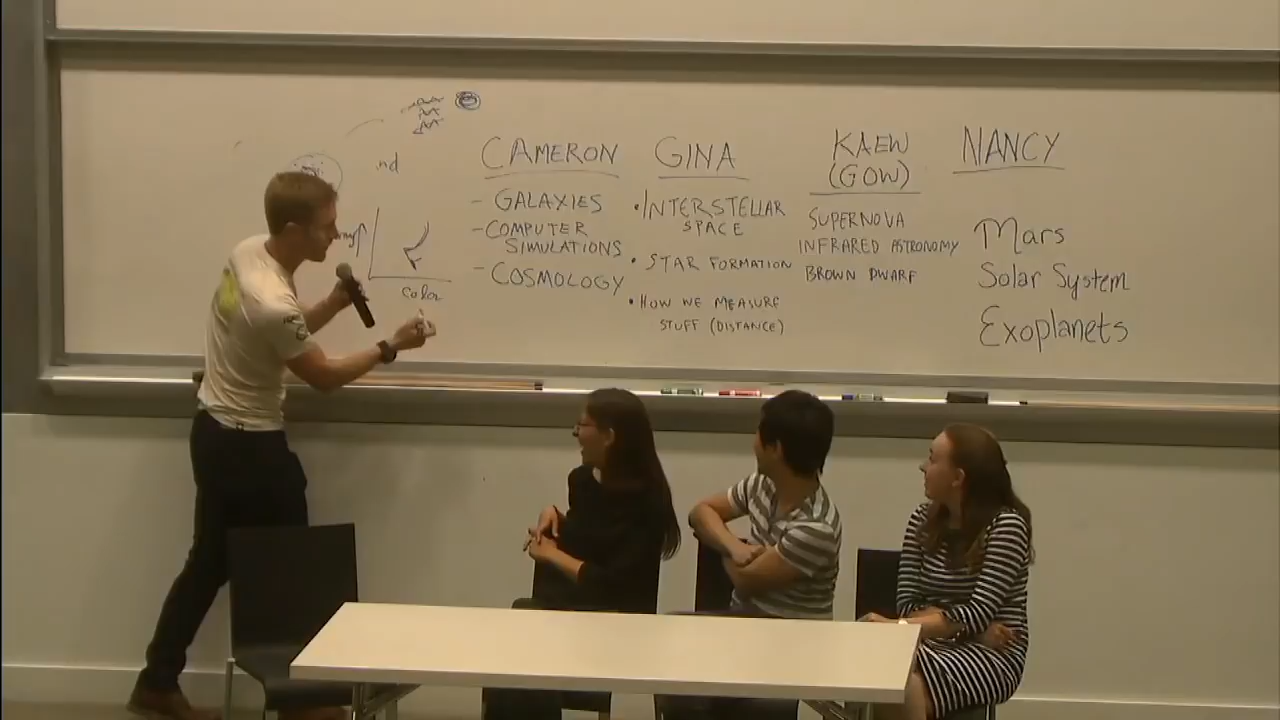 nd
color
CAMERON
- GALAXIES
- COMPUTER
SIMULATIONS
- COSMOLOGY
GINA
• INTERSTELLAR
SPACE
• STAR FORMATION
• HOW WE MEASURE
STUFF (DISTANCE)
KAEW
(GOW)
SUPERNOVA
INFRARED ASTRONOMY
BROWN DWARF
NANCY
Mars
Solar System
Exoplanets